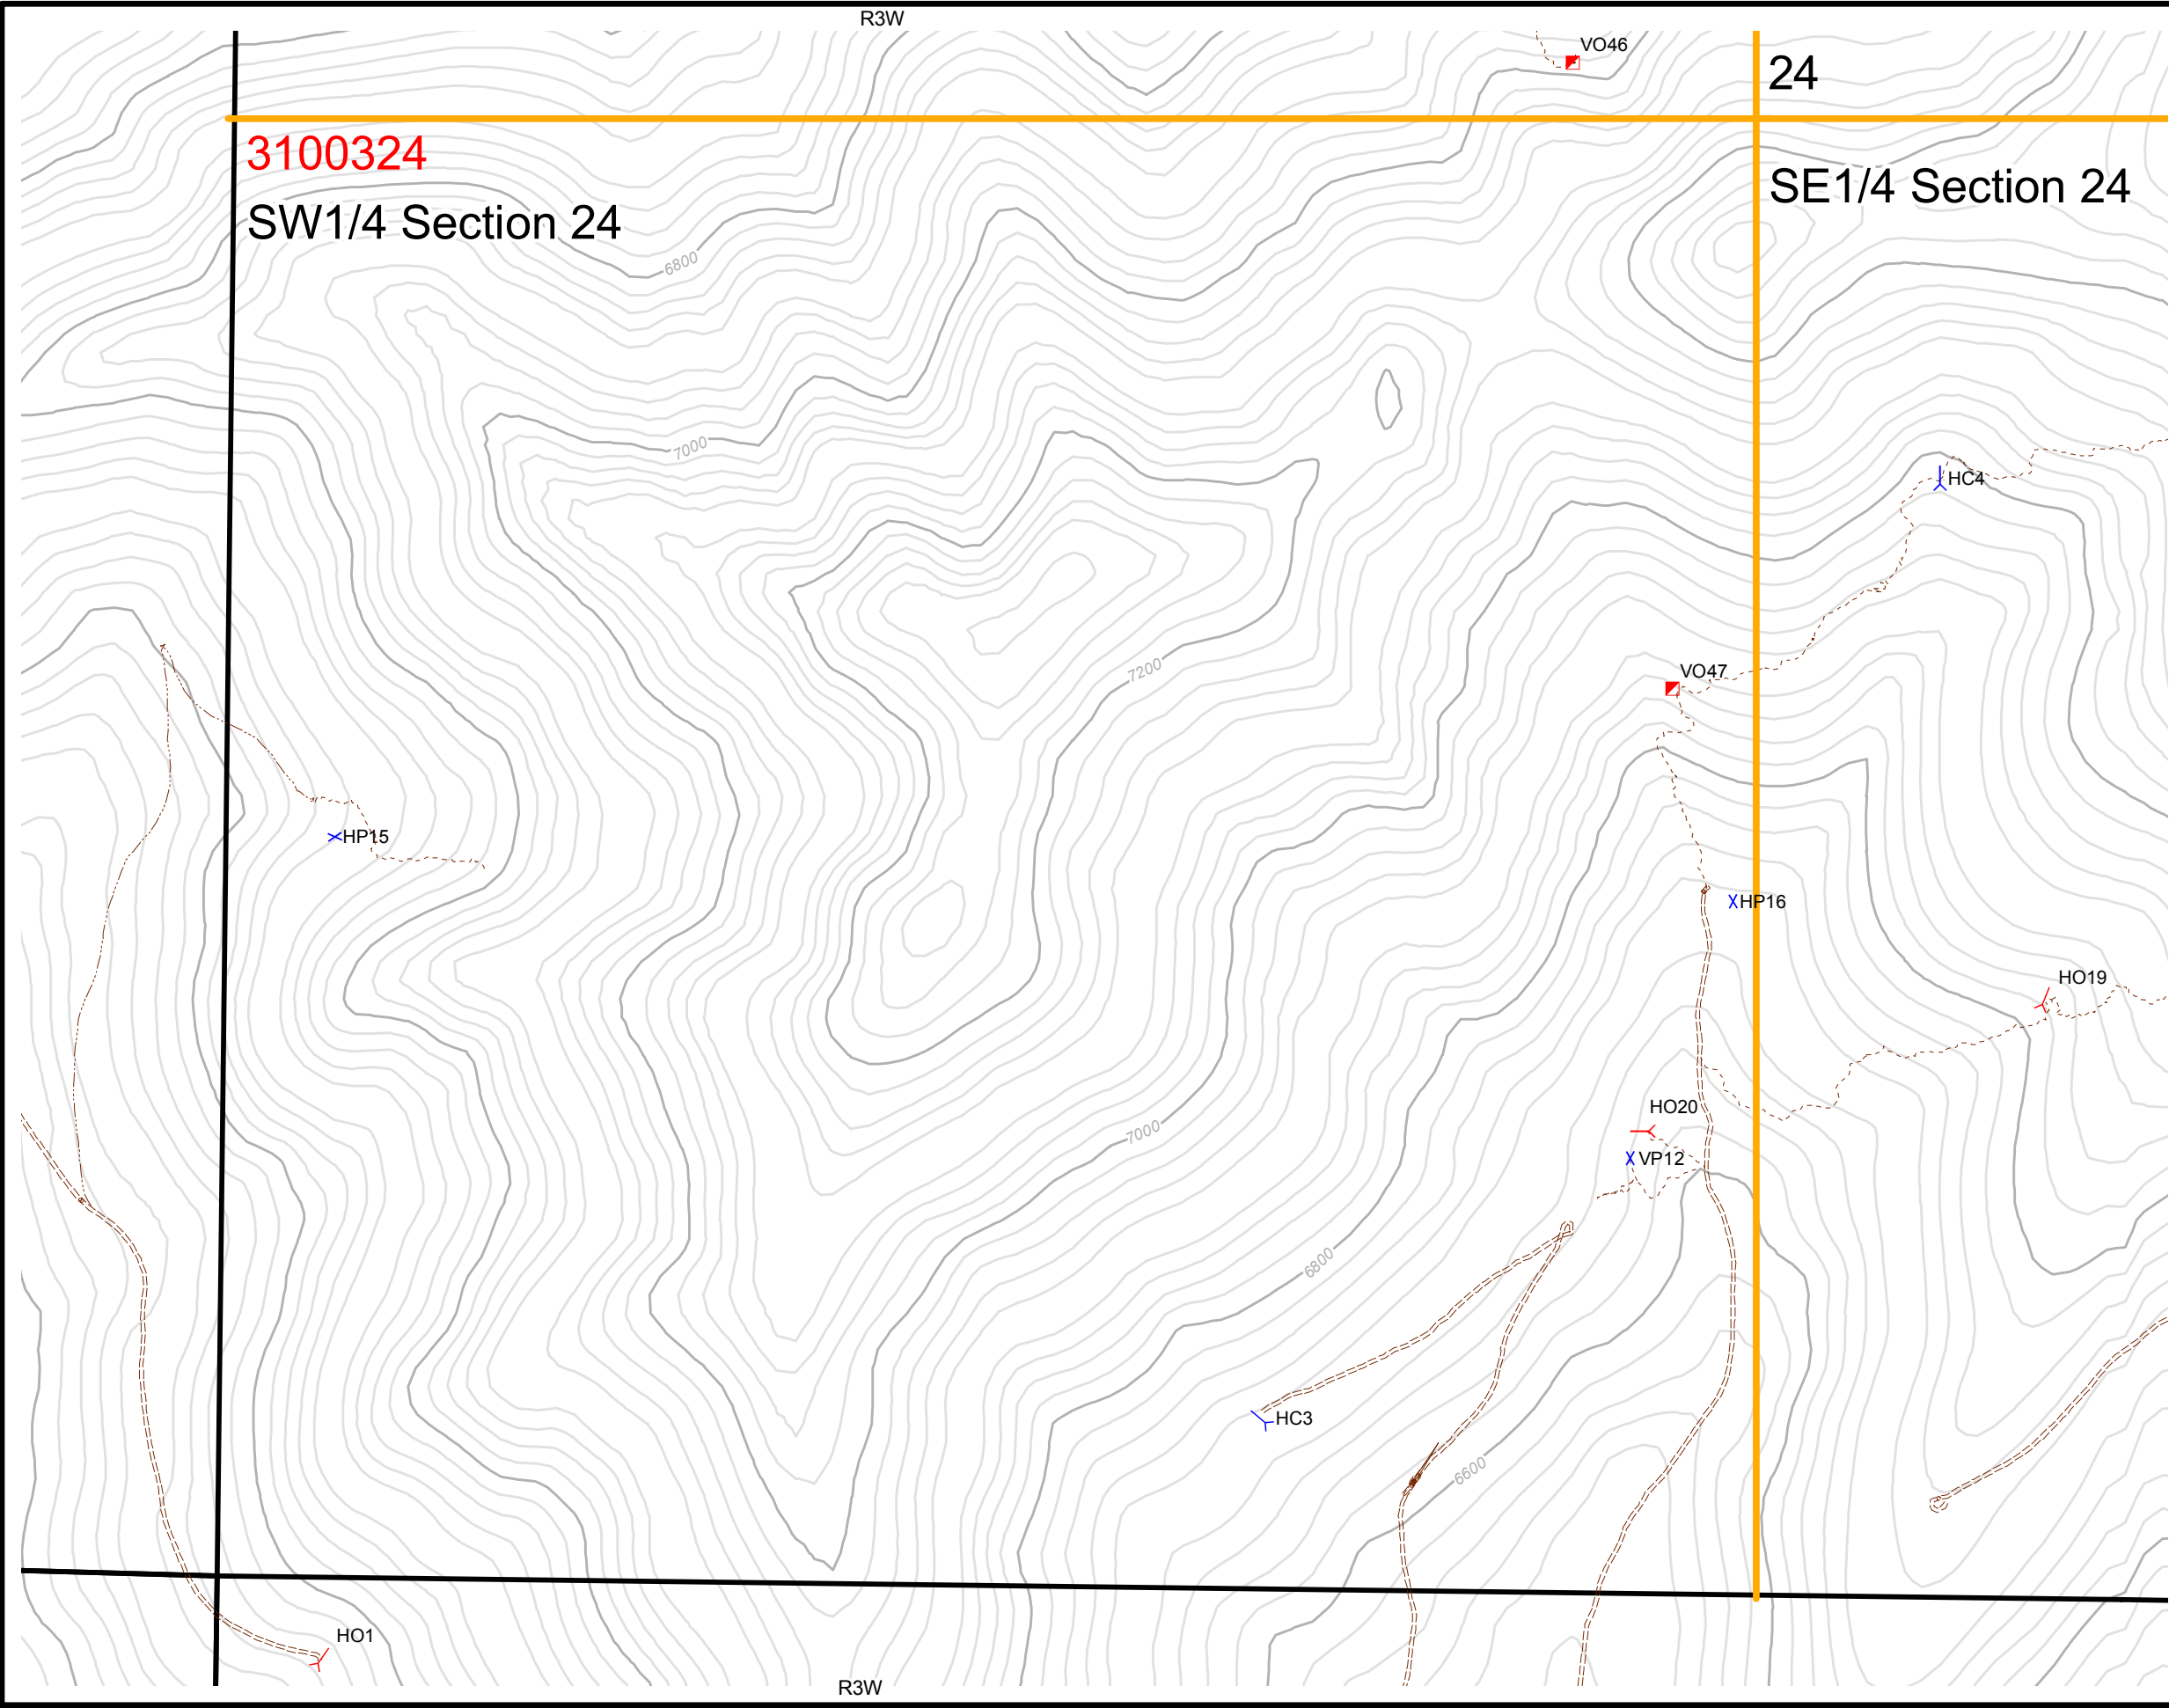 R3W
VO46
24
3100324
SE1/4 Section 24
SW1/4 Section 24
6800
7000
HC4
7200
VO47
HP15
HP16
HO19
HO20
7000
VP12
6800
HC3
6600
HO1
R3W